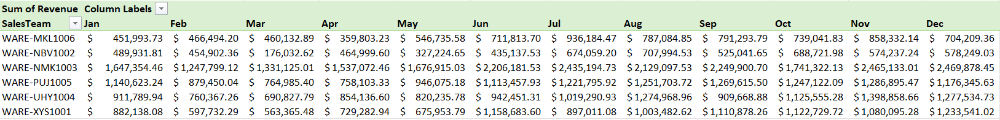 Sum of Revenue Column Labels
SalesTeam Jan Feb Mar Apr May Jun Jul Aug Sep Oct Nov Dec
WARE-MKL1006 $ 451,993.73 $ 466,494.20 $ 460,132.89 $ 359,803.23 $ 546,735.58 $ 711,813.70 $ 936,184.47 $ 787,084.85 $ 791,293.79 $ 739,041.83 $ 858,332.14 $ 704,209.36
WARE-NBV1002 $ 489,931.81 $ 454,902.36 $ 176,032.62 $ 464,999.60 $ 327,224.65 $ 435,137.53 $ 674,059.20 $ 707,994.53 $ 525,041.65 $ 688,721.98 $ 574,237.24 $ 578,249.03
WARE-NMK1003 $ 1,647,354.46 $ 1,247,799.12 $ 1,331,125.01 $ 1,537,072.46 $ 1,676,915.03 $ 2,206,181.53 $ 2,435,194.73 $ 2,129,097.53 $ 2,249,900.70 $ 1,741,322.13 $ 2,465,133.01 $ 2,469,878.45
WARE-PUJ1005 $ 1,140,623.24 $ 879,450.04 $ 764,985.40 $ 758,103.33 $ 946,075.18 $ 1,113,457.93 $ 1,221,795.92 $ 1,251,703.72 $ 1,269,615.50 $ 1,247,122.09 $ 1,286,895.47 $ 1,176,345.63
WARE-UHY1004 $ 911,789.94 $ 760,367.26 $ 690,827.79 $ 854,136.60 $ 820,235.78 $ 942,451.31 $ 1,019,290.93 $ 1,274,968.96 $ 909,668.88 $ 1,125,555.28 $ 1,398,858.66 $ 1,277,534.73
WARE-XYS1001 $ 882,138.08 $ 597,732.29 $ 563,365.48 $ 729,282.94 $ 675,953.79 $ 1,158,683.60 $ 897,011.08 $ 1,003,482.62 $ 1,110,878.26 $ 1,122,729.72 $ 1,080,095.28 $ 1,233,541.02